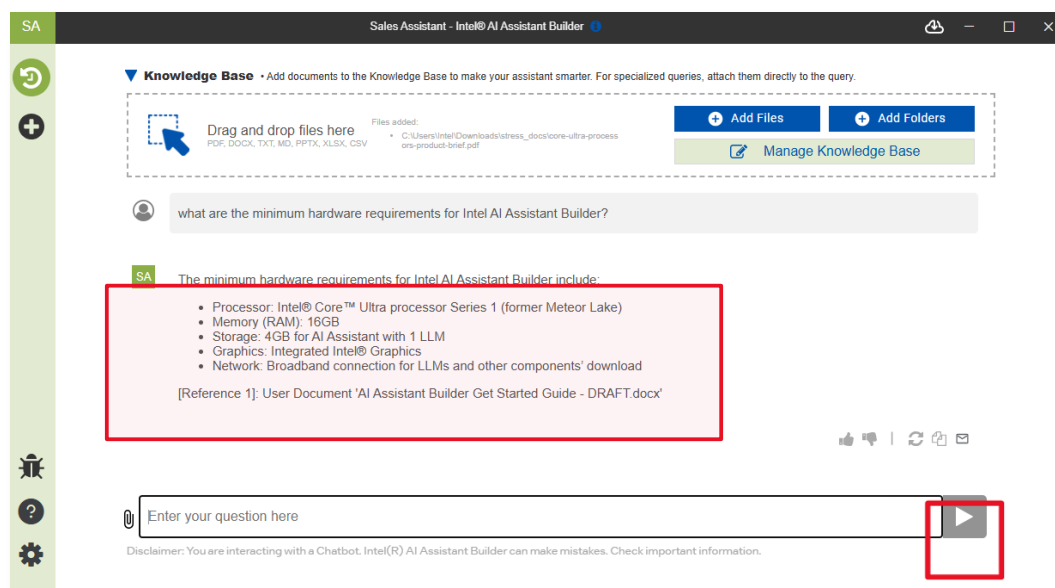 SA
Sales Assistant - Intel® AI Assistant Builder
Knowledge Base • Add documents to the Knowledge Base to make your assistant smarter. For specialized queries, attach them directly to the query.
Drag and drop files here
PDF, DOCX, TXT, MD, PPTX, XLSX, CSV
Files added:
• C:\Users\Intel\Downloads\stress_docs\core-ultra-process
ors-product-brief.pdf
Add Files
Add Folders
Manage Knowledge Base
what are the minimum hardware requirements for Intel AI Assistant Builder?
SA
The minimum hardware requirements for Intel AI Assistant Builder include:
• Processor: Intel® Core™ Ultra processor Series 1 (former Meteor Lake)
• Memory (RAM): 16GB
• Storage: 4GB for AI Assistant with 1 LLM
• Graphics: Integrated Intel® Graphics
• Network: Broadband connection for LLMs and other components' download
[Reference 1]: User Document 'AI Assistant Builder Get Started Guide - DRAFT.docx'
Enter your question here
Disclaimer: You are interacting with a Chatbot. Intel(R) AI Assistant Builder can make mistakes. Check important information.